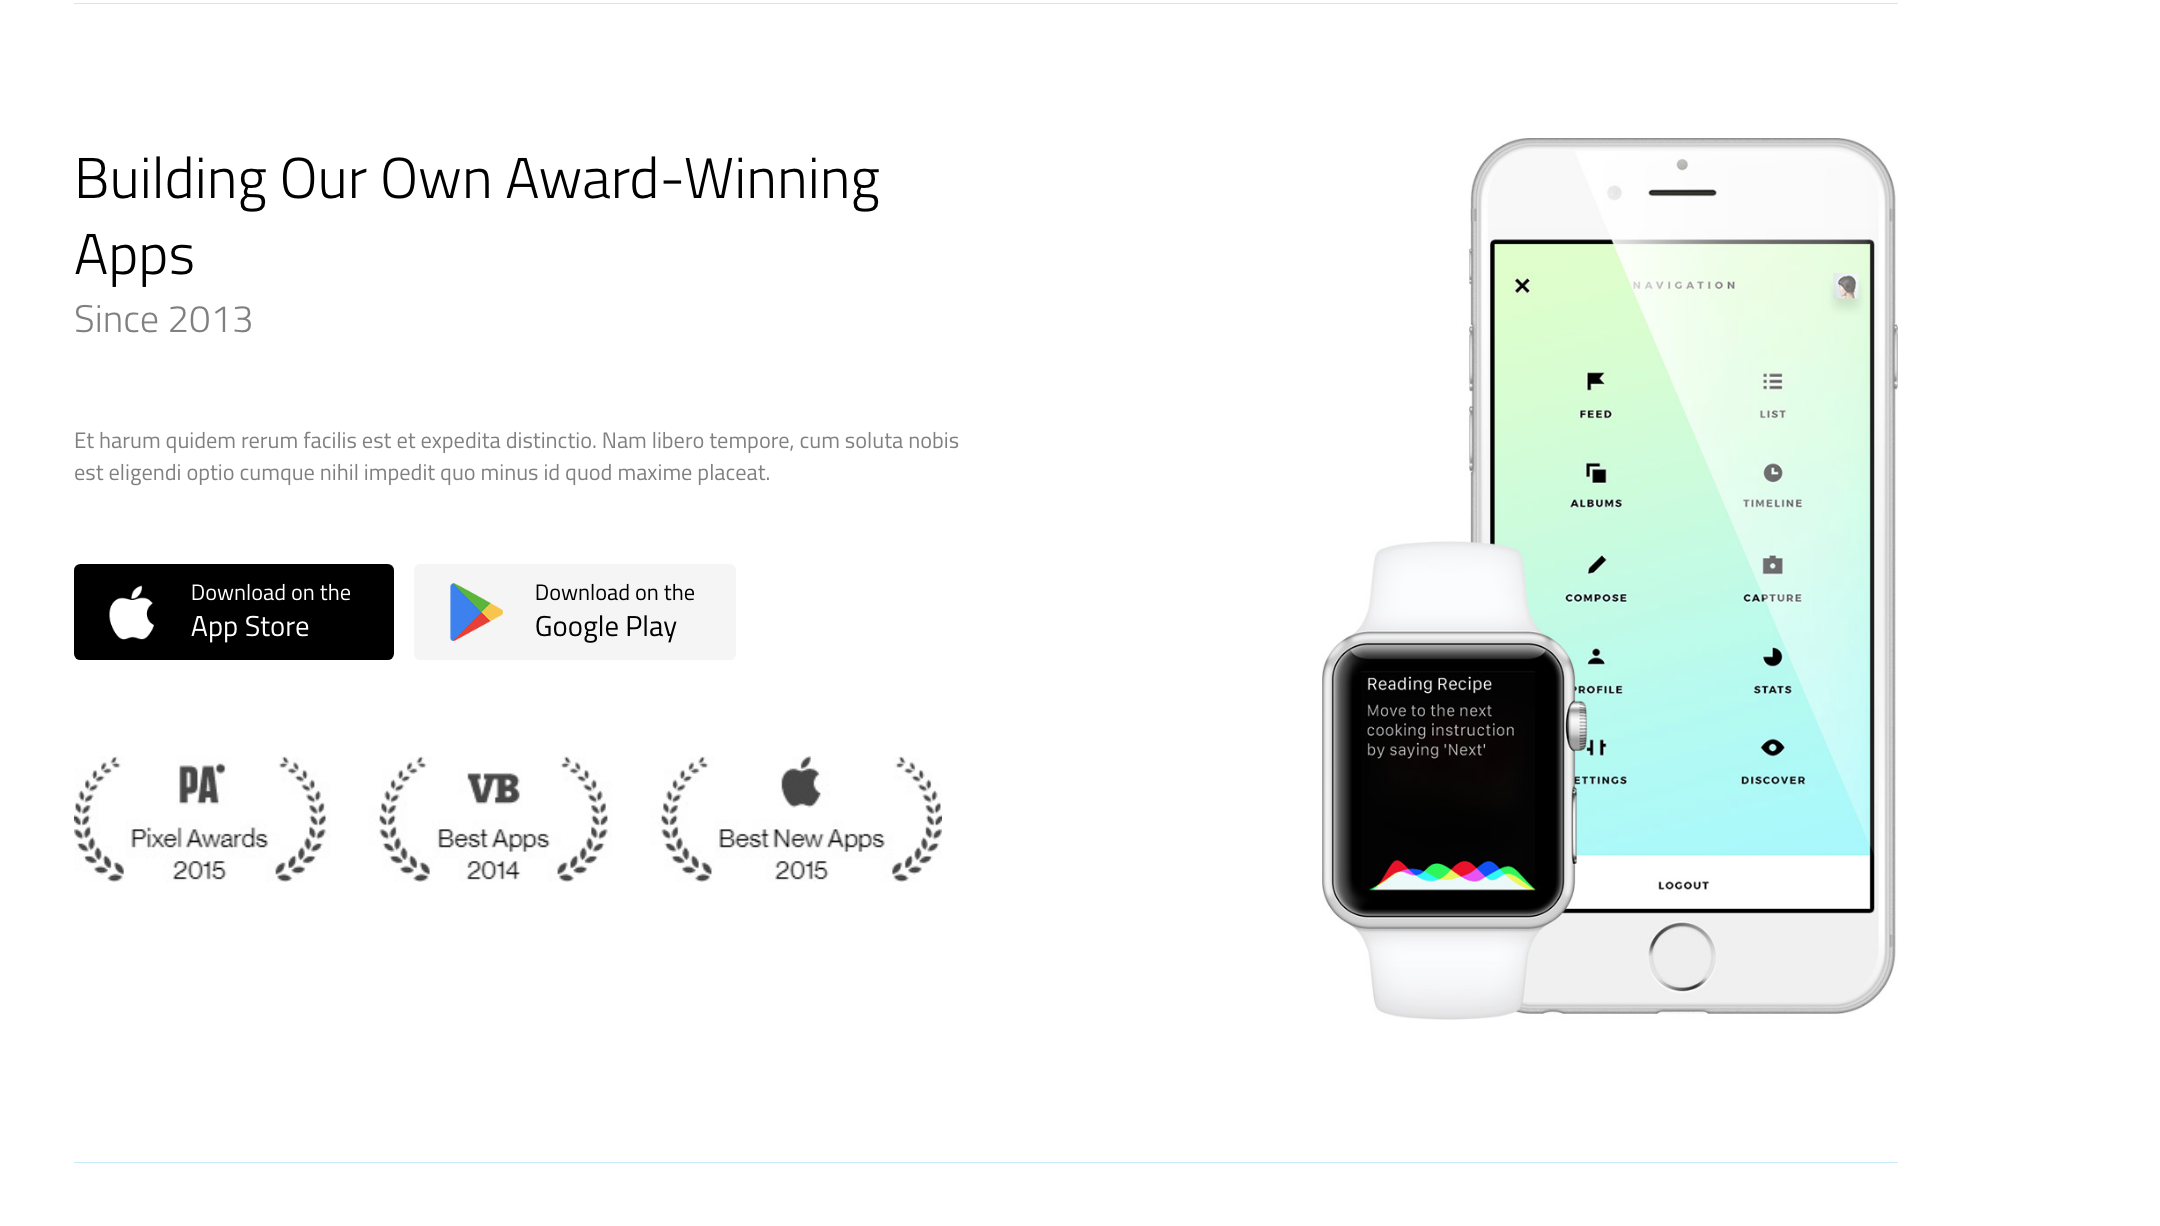 Building Our Own Award-Winning
Apps
Since 2013
Et harum quidem rerum facilis est et expedita distinctio. Nam libero tempore, cum soluta nobis
est eligendi optio cumque nihil impedit quo minus id quod maxime placeat.
Download on the
App Store
Download on the
Google Play
PA
Pixel Awards
2015
VB
Best Apps
2014
Best New Apps
2015
NAVIGATION
FEED
LIST
ALBUMS
TIMELINE
COMPOSE
CAPTURE
PROFILE
STATS
ETTINGS
DISCOVER
LOGOUT
Reading Recipe
Move to the next
cooking instruction
by saying 'Next'